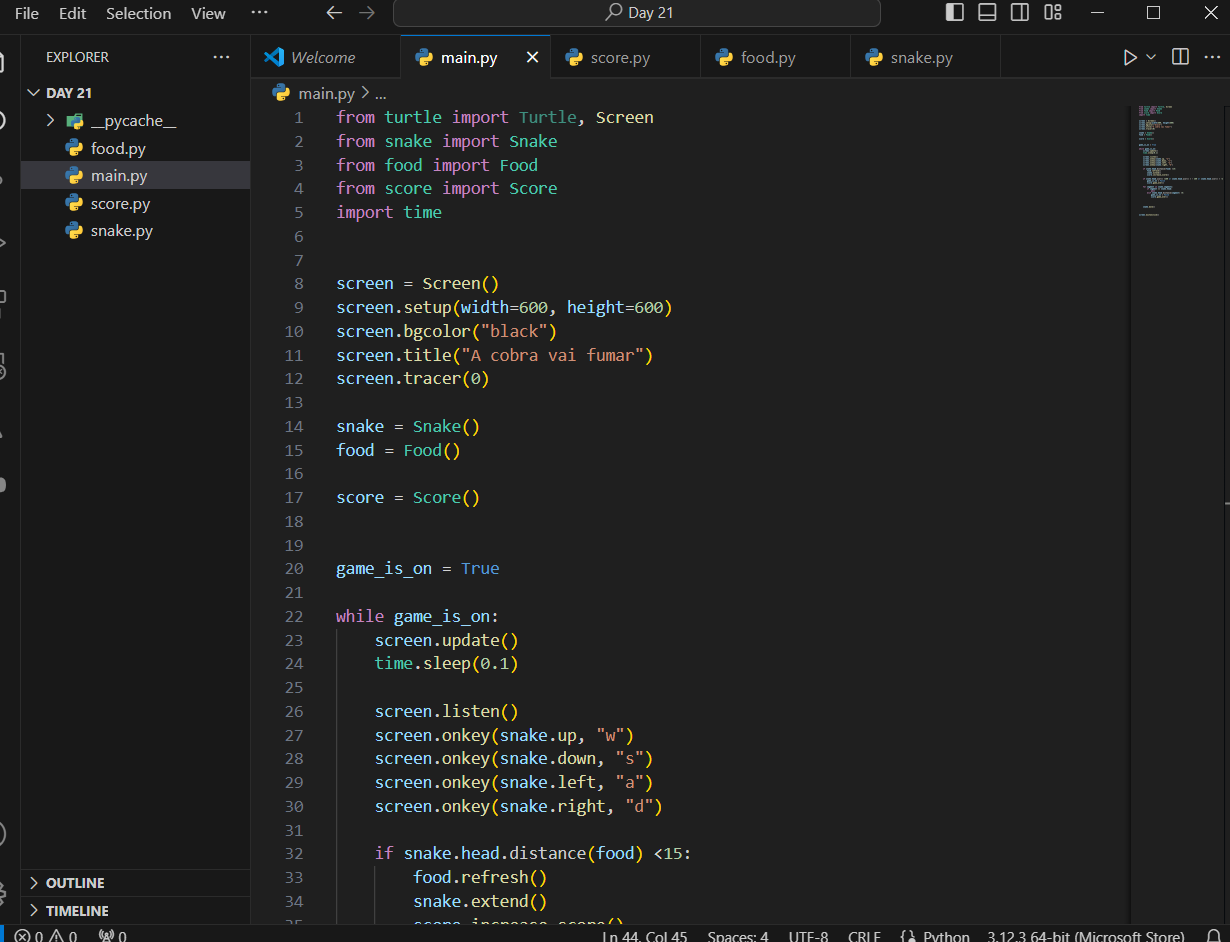 File Edit Selection View ··· Day 21
EXPLORER ···
DAY 21
__pycache__
food.py
main.py
score.py
snake.py
OUTLINE
TIMELINE
Welcome main.py score.py food.py snake.py
main.py > ...
1 from turtle import Turtle, Screen
2 from snake import Snake
3 from food import Food
4 from score import Score
5 import time
6
7
8 screen = Screen()
9 screen.setup(width=600, height=600)
10 screen.bgcolor("black")
11 screen.title("A cobra vai fumar")
12 screen.tracer(0)
13
14 snake = Snake()
15 food = Food()
16
17 score = Score()
18
19
20 game_is_on = True
21
22 while game_is_on:
23 screen.update()
24 time.sleep(0.1)
25
26 screen.listen()
27 screen.onkey(snake.up, "w")
28 screen.onkey(snake.down, "s")
29 screen.onkey(snake.left, "a")
30 screen.onkey(snake.right, "d")
31
32 if snake.head.distance(food) <15:
33 food.refresh()
34 snake.extend()
35 score.increase_score()
0 0 0 Ln 44, Col 45 Spaces: 4 UTF-8 CRLF Python 3.12.3 64-bit (Microsoft Store)